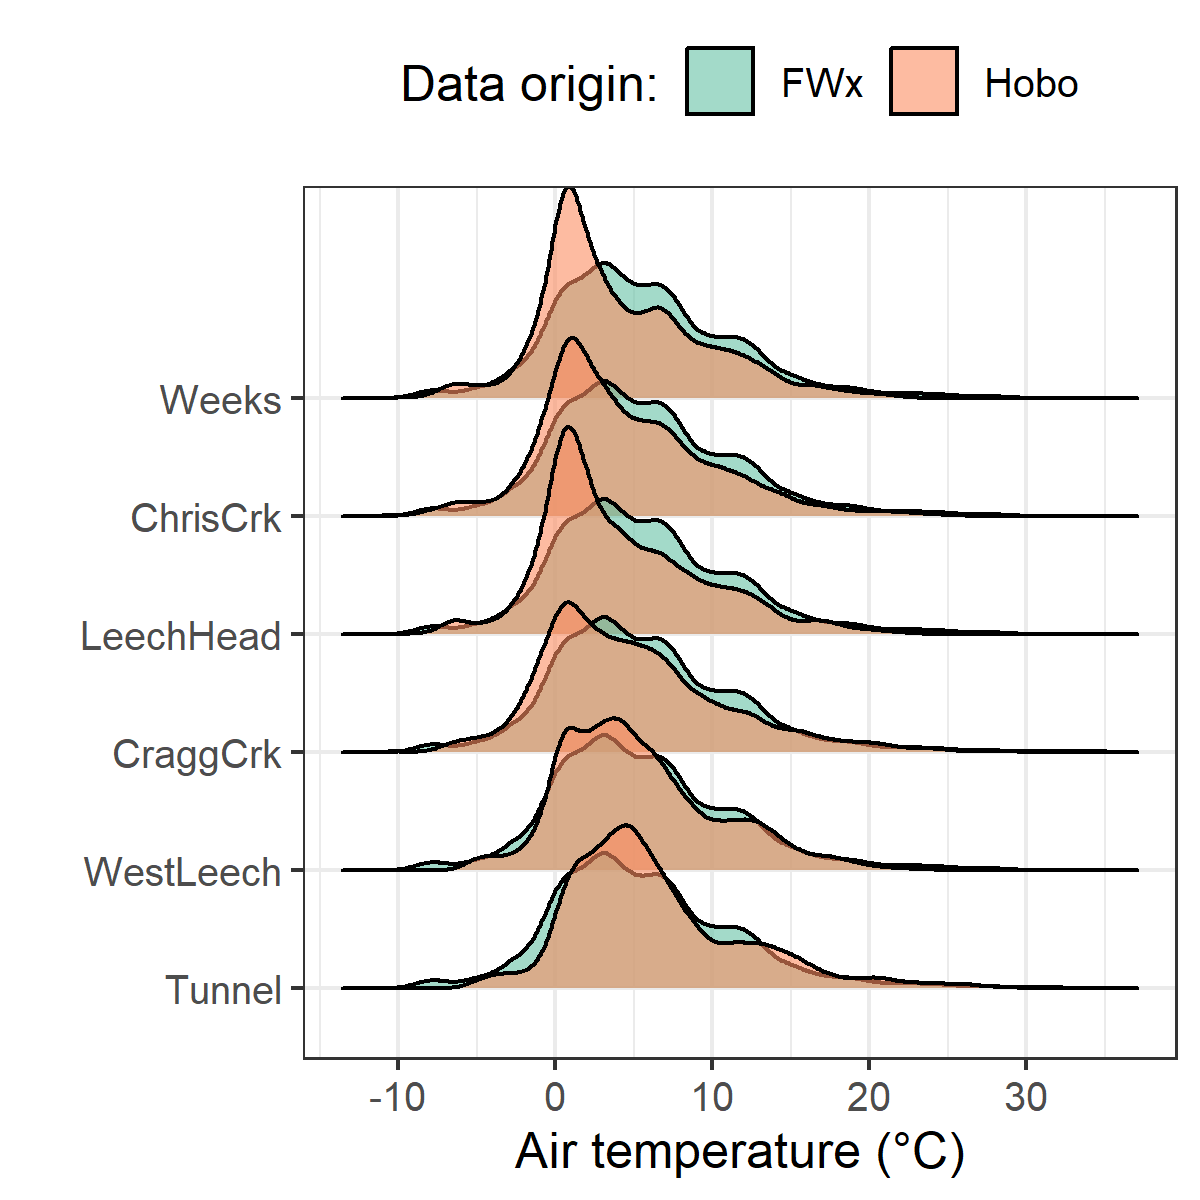 Data origin: FWx Hobo
Weeks
ChrisCrk
LeechHead
CraggCrk
WestLeech
Tunnel
-10 0 10 20 30
Air temperature (°C)